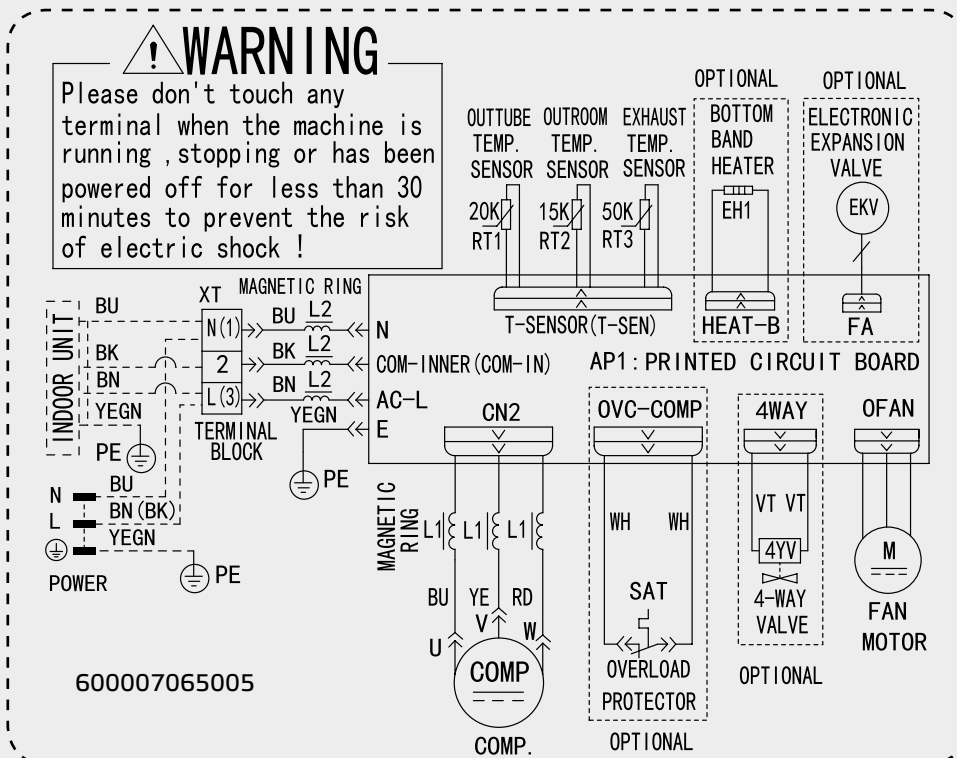 WARNING
Please don't touch any
terminal when the machine is
running ,stopping or has been
powered off for less than 30
minutes to prevent the risk
of electric shock !
OPTIONAL
OPTIONAL
OUTTUBE
TEMP.
SENSOR
OUTROOM
TEMP.
SENSOR
EXHAUST
TEMP.
SENSOR
BOTTOM
BAND
HEATER
ELECTRONIC
EXPANSION
VALVE
20K
RT1
15K
RT2
50K
RT3
EH1
EKV
T-SENSOR(T-SEN)
HEAT-B
FA
AP1:PRINTED CIRCUIT BOARD
INDOOR UNIT
BU
BK
BN
YEGN
PE
XT
N(1)
2
L(3)
TERMINAL
BLOCK
MAGNETIC RING
BU
L2
N
BK
L2
COM-INNER(COM-IN)
BN
L2
AC-L
YEGN
E
PE
N
BU
L
BN(BK)
YEGN
POWER
PE
CN2
OVC-COMP
4WAY
OFAN
MAGNETIC
RING
L1
L1
L1
BU
YE
RD
U
V
W
COMP
COMP.
WH
WH
SAT
OVERLOAD
PROTECTOR
OPTIONAL
VT
VT
4YV
4-WAY
VALVE
OPTIONAL
M
FAN
MOTOR
600007065005